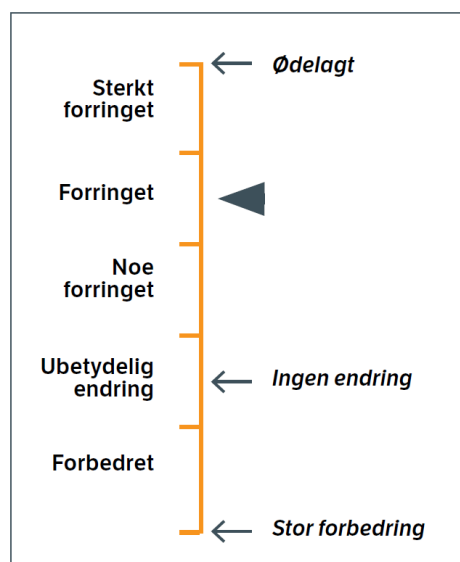 Ødelagt
Sterkt
forringet
Forringet
Noe
forringet
Ubetydelig
endring
Ingen endring
Forbedret
Stor forbedring